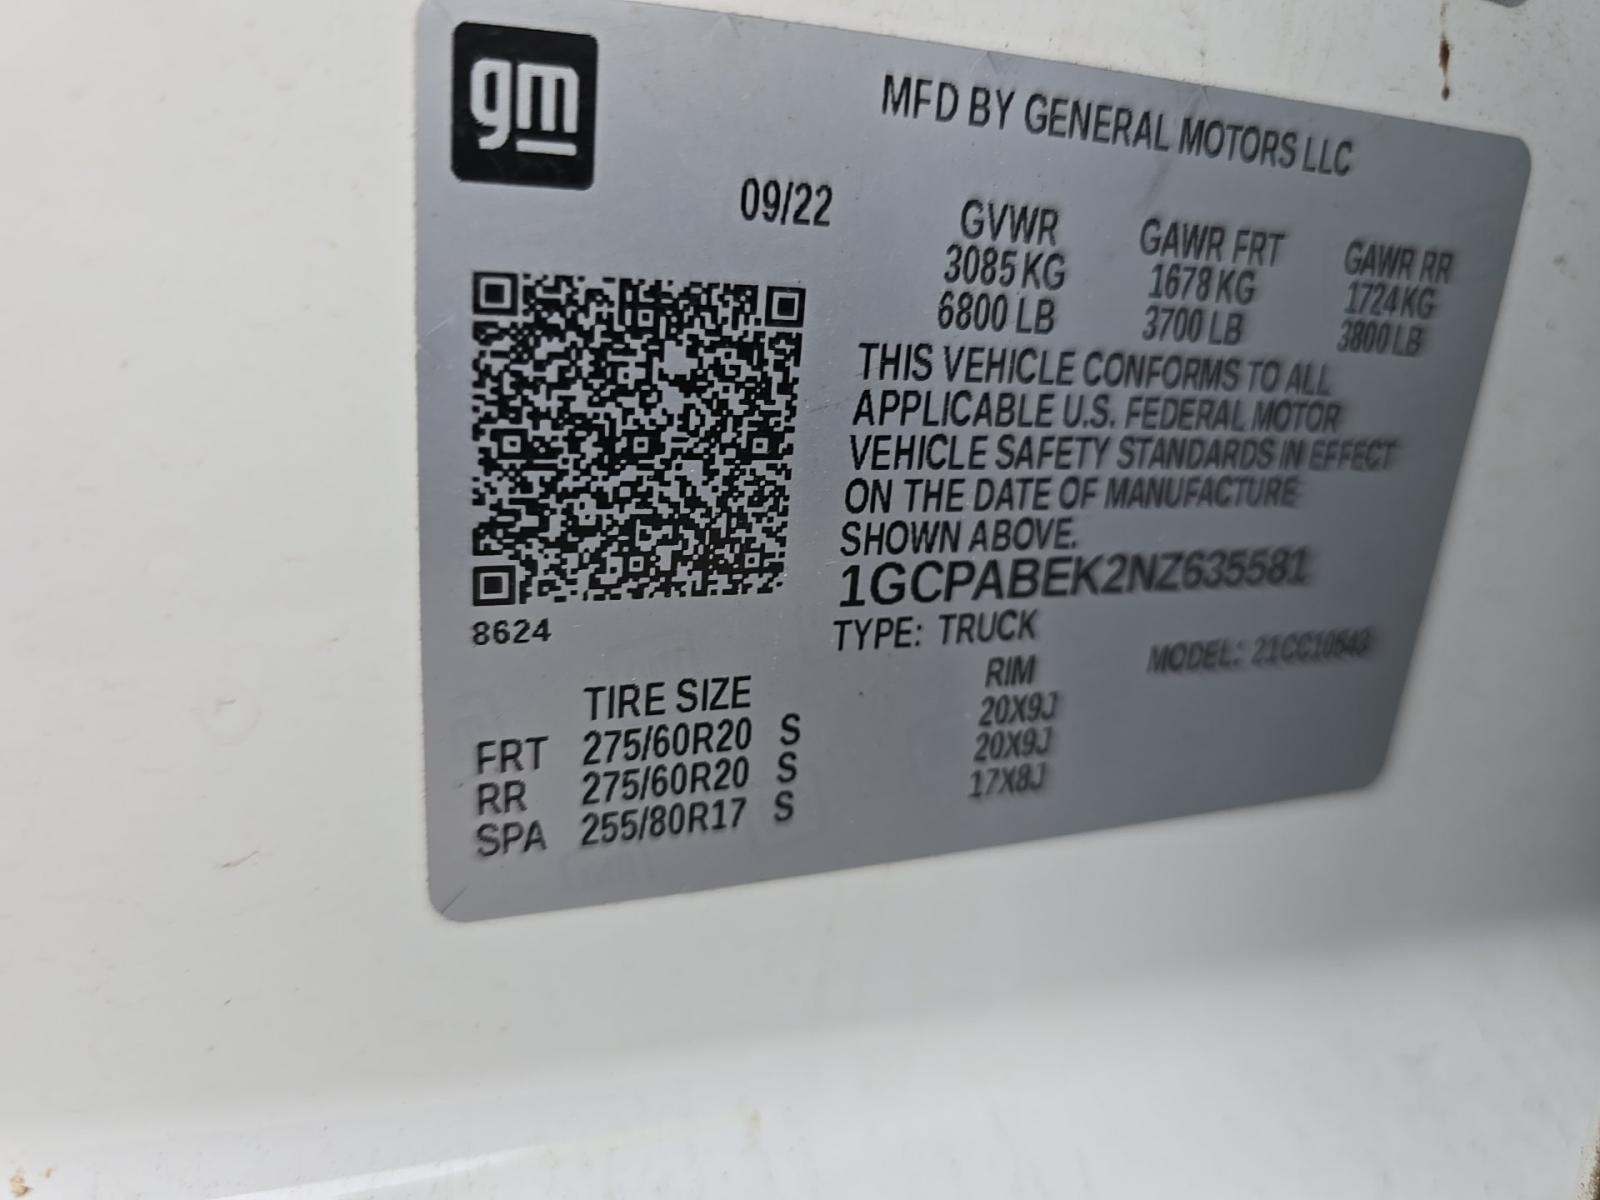 gm
MFD BY GENERAL MOTORS LLC
09/22
GVWR GAWR FRT GAWR RR
3085 KG 1678 KG 1724 KG
6800 LB 3700 LB 3800 LB
THIS VEHICLE CONFORMS TO ALL
APPLICABLE U.S. FEDERAL MOTOR
VEHICLE SAFETY STANDARDS IN EFFECT
ON THE DATE OF MANUFACTURE
SHOWN ABOVE.
1GCPABEK2NZ635581
8624
TYPE: TRUCK MODEL: 21CC10543
TIRE SIZE RIM
FRT 275/60R20 S 20X9J
RR 275/60R20 S 20X9J
SPA 255/80R17 S 17X8J